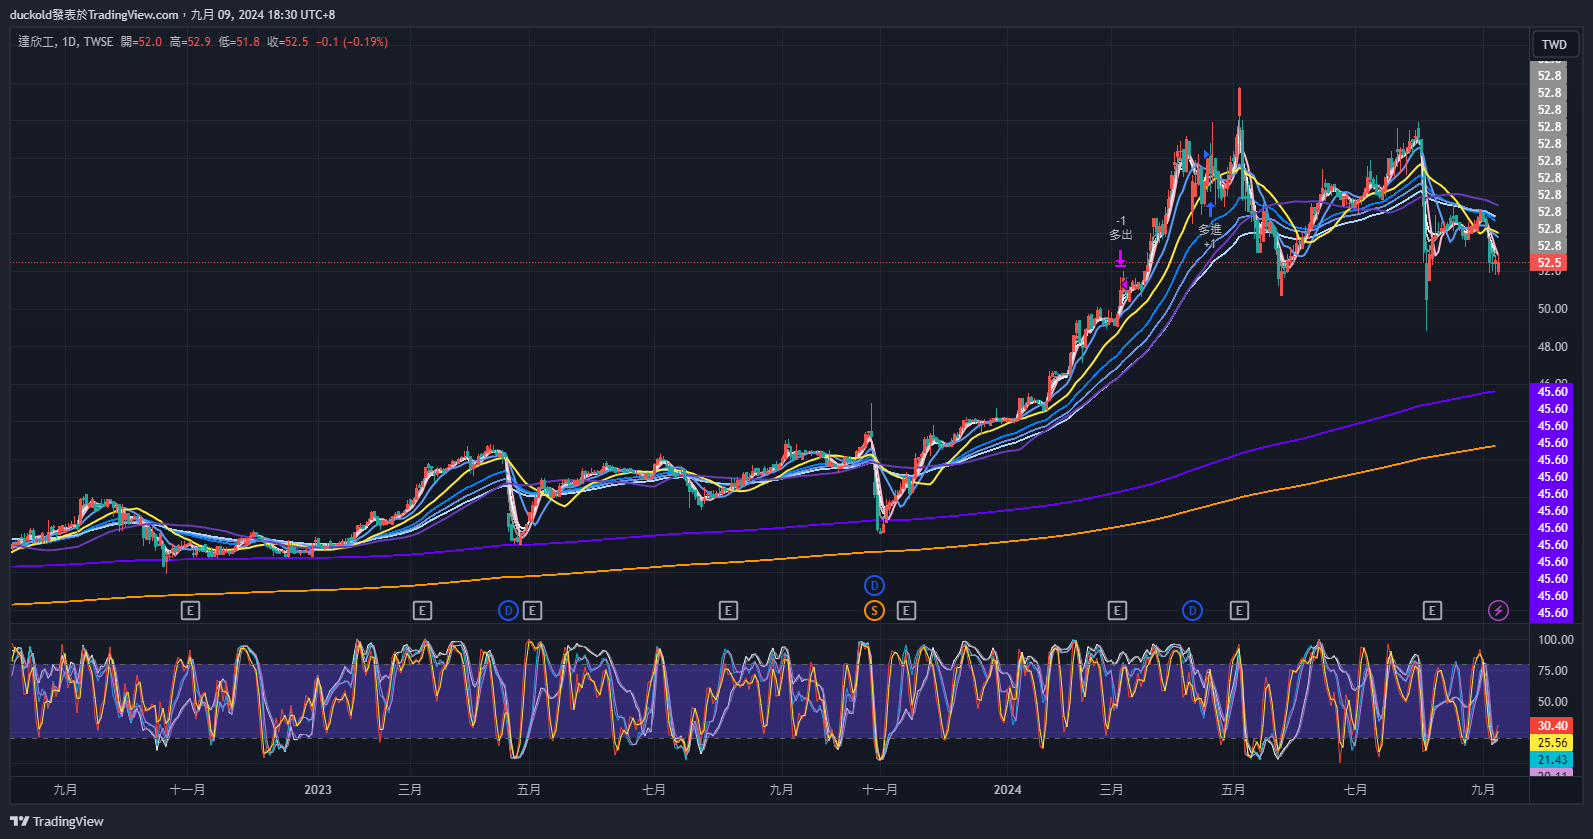 duckold發表於TradingView.com，九月 09, 2024 18:30 UTC+8
達欣工, 1D, TWSE 開=52.0 高=52.9 低=51.8 收=52.5 −0.1 (−0.19%)
TWD
52.8
52.8
52.8
52.8
52.8
52.8
52.8
52.8
52.8
52.8
52.8
52.5
50.00
48.00
45.60
45.60
45.60
45.60
45.60
45.60
45.60
45.60
45.60
45.60
45.60
45.60
45.60
45.60
-1
多出
多進
+1
D
E
E
D
E
E
S
E
E
D
E
E
100.00
75.00
50.00
30.40
25.56
21.43
九月
十一月
2023
三月
五月
七月
九月
十一月
2024
三月
五月
七月
九月
TradingView